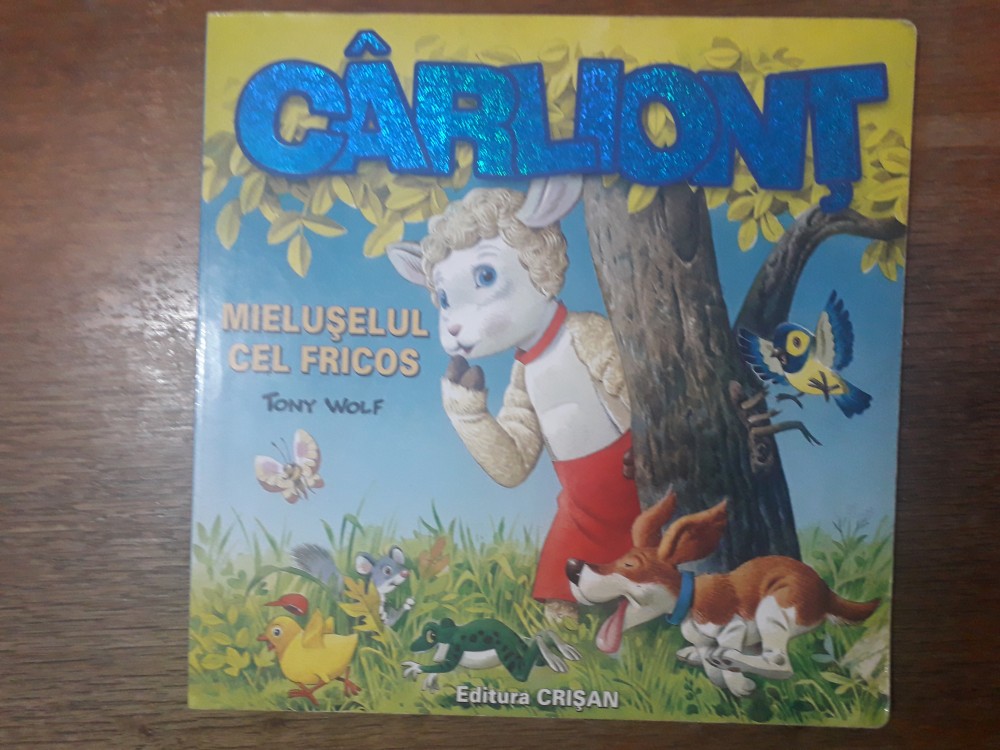 CÂRLIONȚ
MIELUȘELUL
CEL FRICOS
TONY WOLF
Editura CRIȘAN